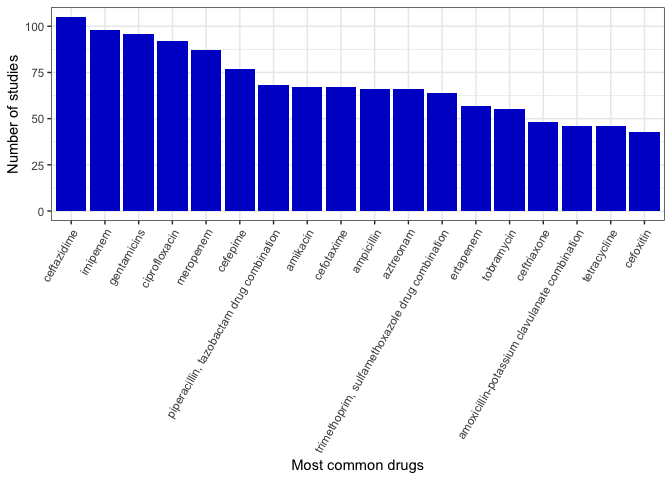 Number of studies
100
75
50
25
0
ceftazidime
imipenem
gentamicins
ciprofloxacin
meropenem
cefepime
piperacillin, tazobactam drug combination
amikacin
cefotaxime
ampicillin
aztreonam
trimethoprim, sulfamethoxazole drug combination
ertapenem
tobramycin
ceftriaxone
amoxicillin-potassium clavulanate combination
tetracycline
cefoxitin
Most common drugs